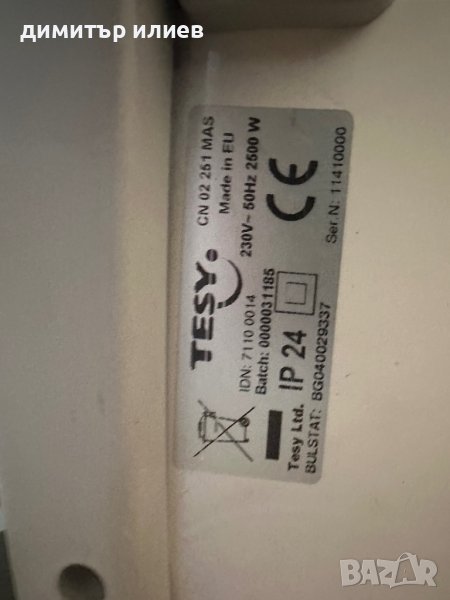 димитър илиев
TESY
CN 02 251 MAS
Made in EU
IDN: 7110 0014
230V~ 50Hz 2500 W
Batch: 0000031185
CE
IP 24
Tesy Ltd.
BULSTAT: BG040029337
Ser.N: 11410000
BAZAR